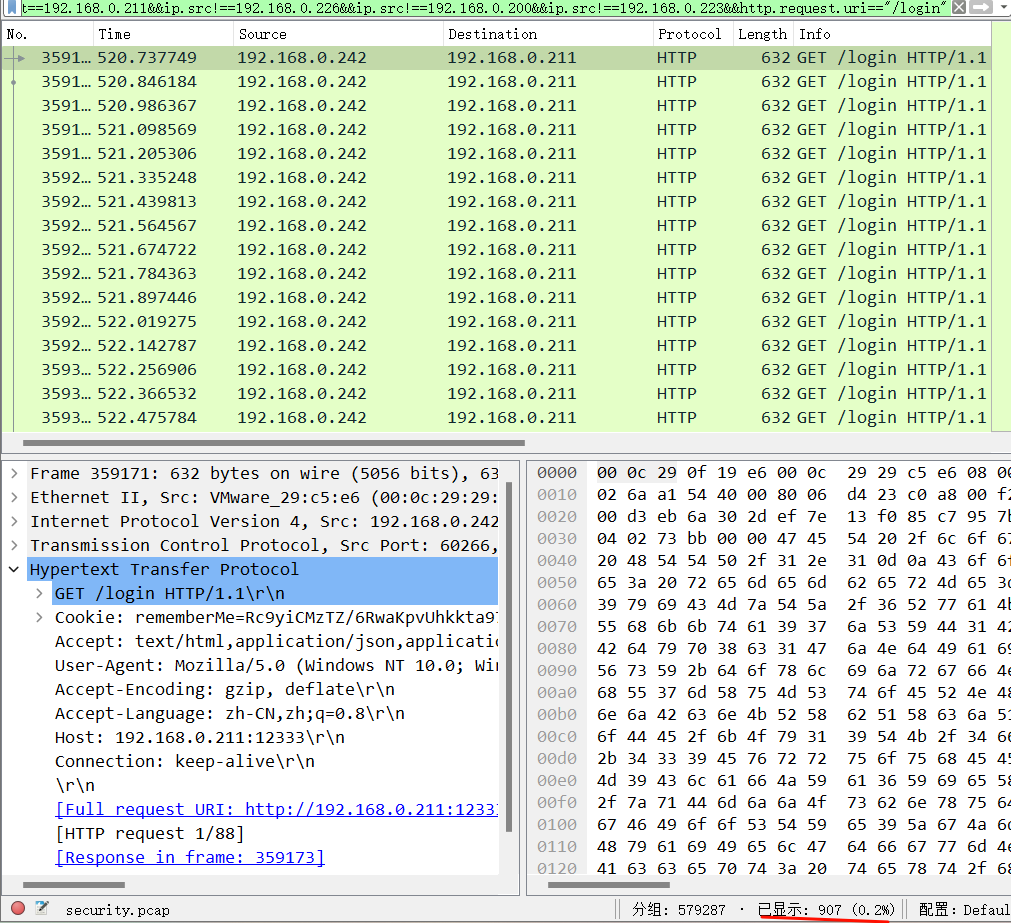 t==192.168.0.211&&ip.src!==192.168.0.226&&ip.src!==192.168.0.200&&ip.src!==192.168.0.223&&http.request.uri=="/login"
No. Time Source Destination Protocol Length Info
3591… 520.737749 192.168.0.242 192.168.0.211 HTTP 632 GET /login HTTP/1.1
3591… 520.846184 192.168.0.242 192.168.0.211 HTTP 632 GET /login HTTP/1.1
3591… 520.986367 192.168.0.242 192.168.0.211 HTTP 632 GET /login HTTP/1.1
3591… 521.098569 192.168.0.242 192.168.0.211 HTTP 632 GET /login HTTP/1.1
3591… 521.205306 192.168.0.242 192.168.0.211 HTTP 632 GET /login HTTP/1.1
3591… 521.335248 192.168.0.242 192.168.0.211 HTTP 632 GET /login HTTP/1.1
3592… 521.439813 192.168.0.242 192.168.0.211 HTTP 632 GET /login HTTP/1.1
3592… 521.564567 192.168.0.242 192.168.0.211 HTTP 632 GET /login HTTP/1.1
3592… 521.674722 192.168.0.242 192.168.0.211 HTTP 632 GET /login HTTP/1.1
3592… 521.784363 192.168.0.242 192.168.0.211 HTTP 632 GET /login HTTP/1.1
3592… 521.897446 192.168.0.242 192.168.0.211 HTTP 632 GET /login HTTP/1.1
3592… 522.019275 192.168.0.242 192.168.0.211 HTTP 632 GET /login HTTP/1.1
3592… 522.142787 192.168.0.242 192.168.0.211 HTTP 632 GET /login HTTP/1.1
3593… 522.256906 192.168.0.242 192.168.0.211 HTTP 632 GET /login HTTP/1.1
3593… 522.366532 192.168.0.242 192.168.0.211 HTTP 632 GET /login HTTP/1.1
3593… 522.475784 192.168.0.242 192.168.0.211 HTTP 632 GET /login HTTP/1.1
Frame 359171: 632 bytes on wire (5056 bits), 63
Ethernet II, Src: VMware_29:c5:e6 (00:0c:29:29:
Internet Protocol Version 4, Src: 192.168.0.242
Transmission Control Protocol, Src Port: 60266,
Hypertext Transfer Protocol
GET /login HTTP/1.1\r\n
Cookie: rememberMe=Rc9yiCMzTZ/6RwaKpvUhkkta97
Accept: text/html,application/json,applicatio
User-Agent: Mozilla/5.0 (Windows NT 10.0; Win
Accept-Encoding: gzip, deflate\r\n
Accept-Language: zh-CN,zh;q=0.8\r\n
Host: 192.168.0.211:12333\r\n
Connection: keep-alive\r\n
\r\n
[Full request URI: http://192.168.0.211:12333
[HTTP request 1/88]
[Response in frame: 359173]
0000 00 0c 29 0f 19 e6 00 0c 29 29 c5 e6 08 00
0010 02 6a a1 54 40 00 80 06 d4 23 c0 a8 00 f2
0020 00 d3 eb 6a 30 2d ef 7e 13 f0 85 c7 95 7b
0030 04 02 73 bb 00 00 47 45 54 20 2f 6c 6f 67
0040 20 48 54 54 50 2f 31 2e 31 0d 0a 43 6f 6f
0050 65 3a 20 72 65 6d 65 6d 62 65 72 4d 65 3d
0060 39 79 69 43 4d 7a 54 5a 2f 36 52 77 61 4b
0070 55 68 6b 6b 74 61 39 37 6a 53 59 44 31 42
0080 42 64 79 70 38 63 31 47 6a 4e 64 49 61 69
0090 56 73 59 2b 64 6f 78 6c 69 6a 72 67 66 4e
00a0 68 55 37 6d 58 75 4d 53 74 6f 45 52 4e 48
00b0 6e 6a 42 63 6e 4b 52 58 62 51 58 63 6a 51
00c0 6f 44 45 2f 6b 4f 79 31 39 54 4b 2f 34 66
00d0 2b 34 33 39 45 76 72 72 75 6f 75 68 45 45
00e0 4d 39 43 6c 61 66 4a 59 61 36 59 69 65 58
00f0 2f 7a 71 44 6d 6a 6a 4f 73 62 6e 78 75 64
0100 67 46 49 6f 6f 53 54 59 65 39 5a 67 4a 6d
0110 48 79 61 69 49 65 6c 47 64 66 67 77 6d 4e
0120 41 63 63 65 70 74 3a 20 74 65 78 74 2f 68
security.pcap 分组: 579287 · 已显示: 907 (0.2%) 配置: Defaul